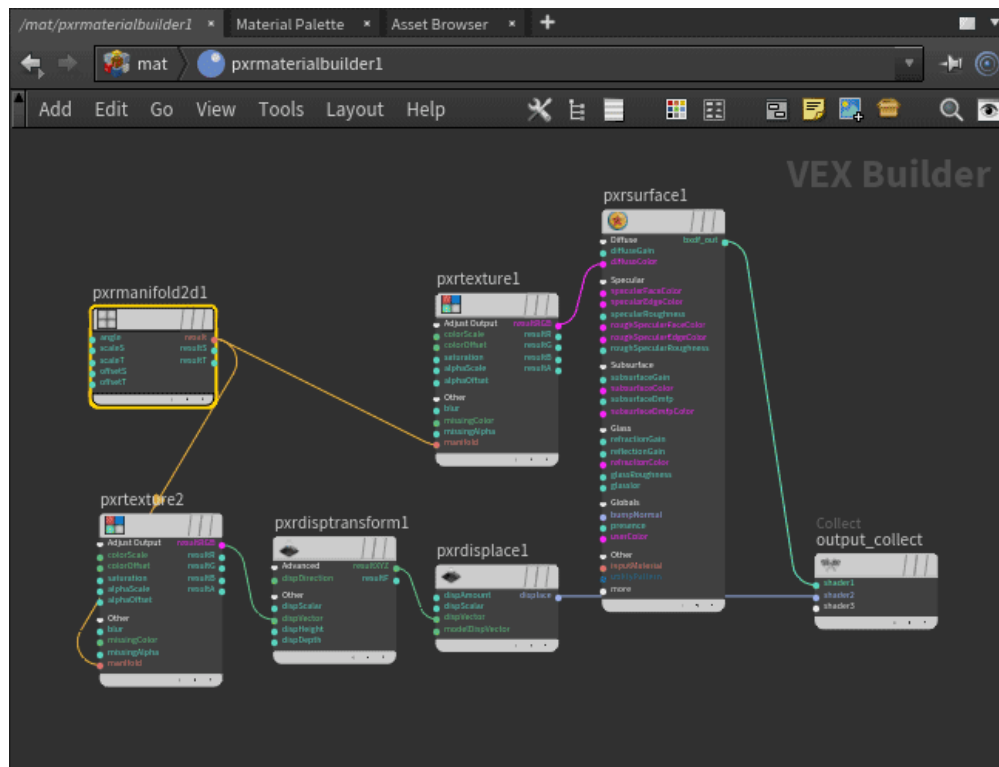 /mat/pxrmaterialbuilder1 × Material Palette × Asset Browser × +
mat pxrmaterialbuilder1
Add Edit Go View Tools Layout Help
VEX Builder
pxrsurface1
Diffuse bxdf_out
diffuseGain
diffuseColor
Specular
specularFaceColor
specularEdgeColor
specularRoughness
roughSpecularFaceColor
roughSpecularEdgeColor
roughSpecularRoughness
Subsurface
subsurfaceGain
subsurfaceColor
subsurfaceDmfp
subsurfaceDmfpColor
Glass
refractionGain
reflectionGain
refractionColor
glassRoughness
glassIor
Globals
bumpNormal
presence
userColor
Other
inputMaterial
more
pxrmanifold2d1
angle result
scaleS resultS
scaleT resultT
offsetS
offsetT
pxrtexture1
Adjust Output resultRGB
colorScale resultR
colorOffset resultG
saturation resultB
alphaScale resultA
alphaOffset
Other
blur
missingColor
missingAlpha
manifold
pxrtexture2
Adjust Output resultRGB
colorScale resultR
colorOffset resultG
saturation resultB
alphaScale resultA
alphaOffset
Other
blur
missingColor
missingAlpha
manifold
pxrdisptransform1
Advanced resultXYZ
dispDirection resultF
Other
dispScalar
dispVector
dispHeight
dispDepth
pxrdisplace1
dispAmount displace
dispScalar
dispVector
modelDispVector
Collect
output_collect
shader1
shader2
shader3